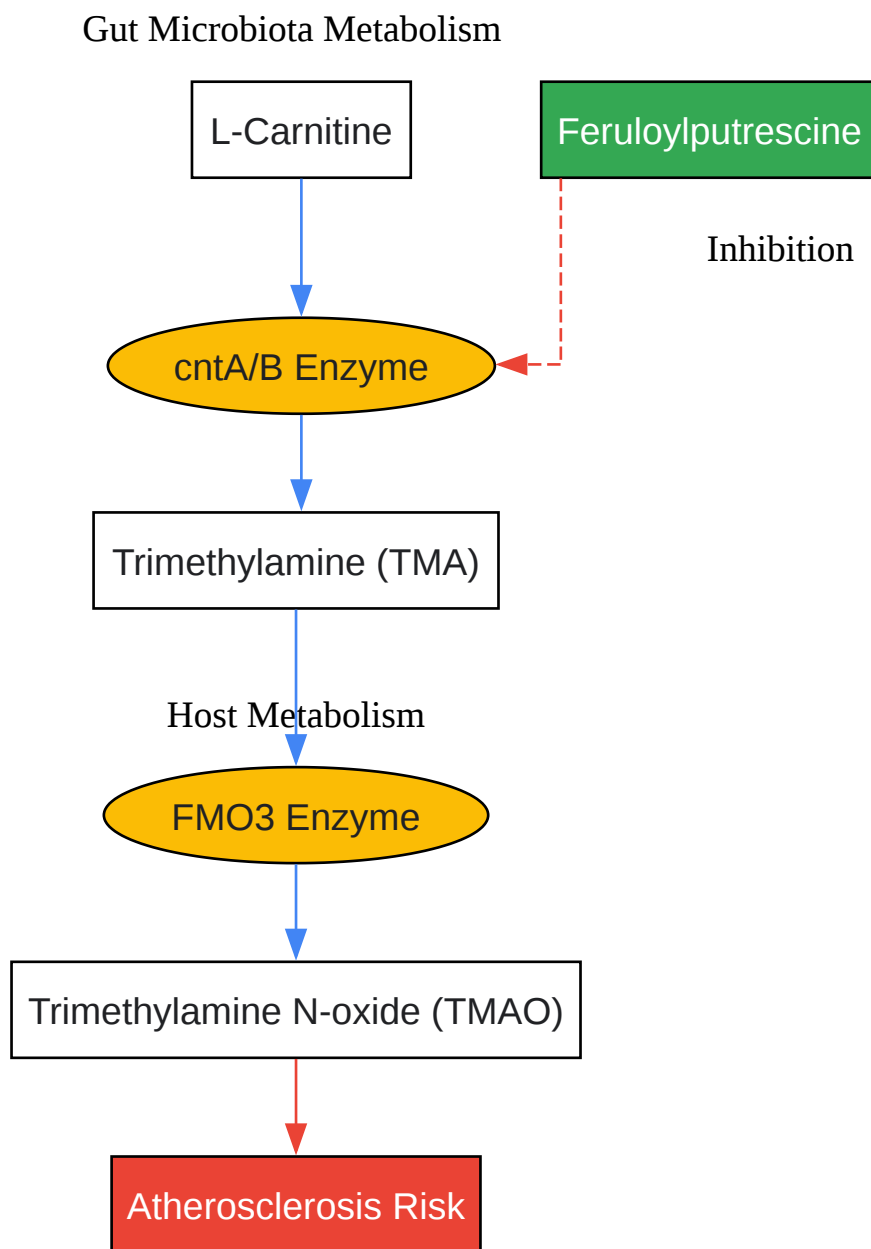 Gut Microbiota Metabolism
L-Carnitine
Feruloylputrescine
Inhibition
cntA/B Enzyme
Trimethylamine (TMA)
Host Metabolism
FMO3 Enzyme
Trimethylamine N-oxide (TMAO)
Atherosclerosis Risk